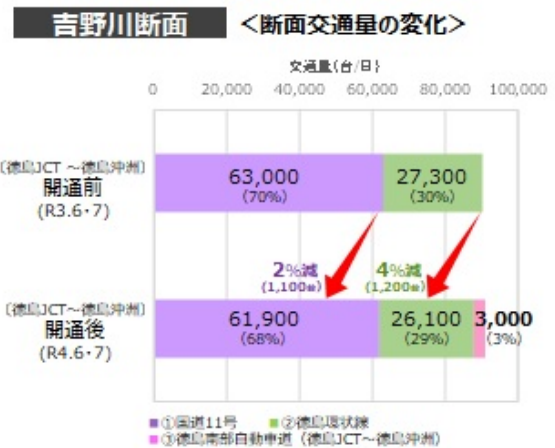 吉野川断面 <断面交通量の変化>
交通量(台/日)
0 20,000 40,000 60,000 80,000 100,000
〔徳島JCT ~徳島沖洲〕
開通前
(R3.6・7)
63,000
(70%)
27,300
(30%)
2%減
(1,100台)
4%減
(1,200台)
〔徳島JCT~徳島沖洲〕
開通後
(R4.6・7)
61,900
(68%)
26,100
(29%)
3,000
(3%)
■①国道11号 ■②徳島環状線
■③徳島南部自動車道(徳島JCT~徳島沖洲)